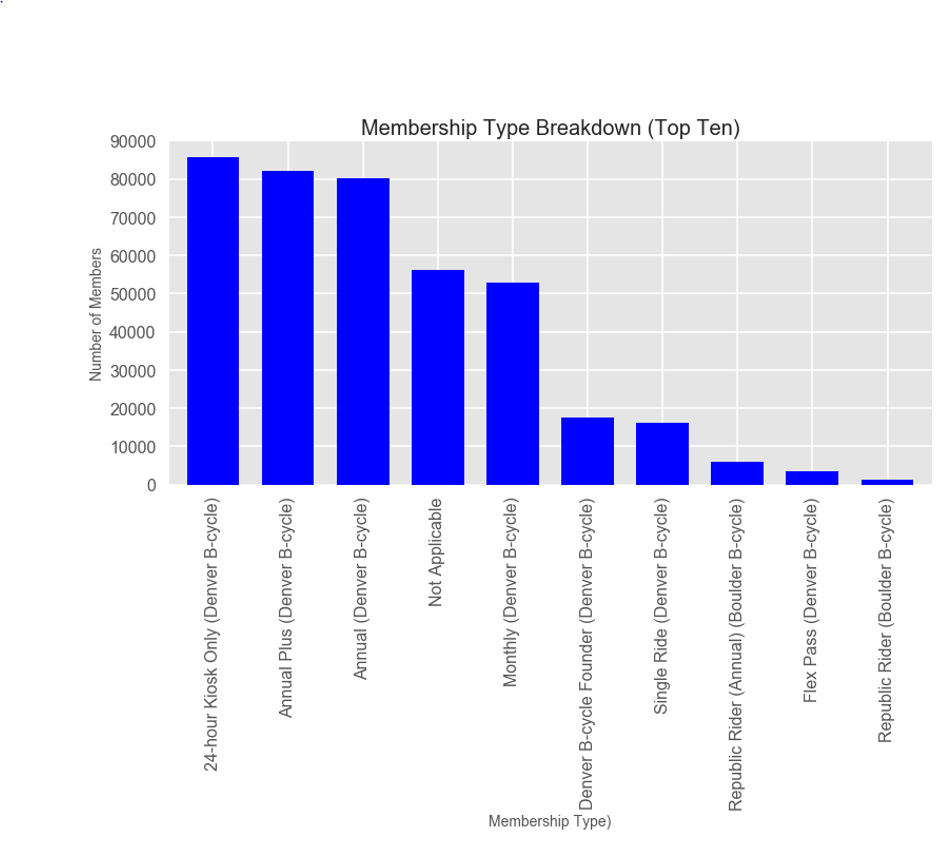 Membership Type Breakdown (Top Ten)
90000
80000
70000
60000
50000
40000
30000
20000
10000
0
Number of Members
24-hour Kiosk Only (Denver B-cycle)
Annual Plus (Denver B-cycle)
Annual (Denver B-cycle)
Not Applicable
Monthly (Denver B-cycle)
Denver B-cycle Founder (Denver B-cycle)
Single Ride (Denver B-cycle)
Republic Rider (Annual) (Boulder B-cycle)
Flex Pass (Denver B-cycle)
Republic Rider (Boulder B-cycle)
Membership Type)